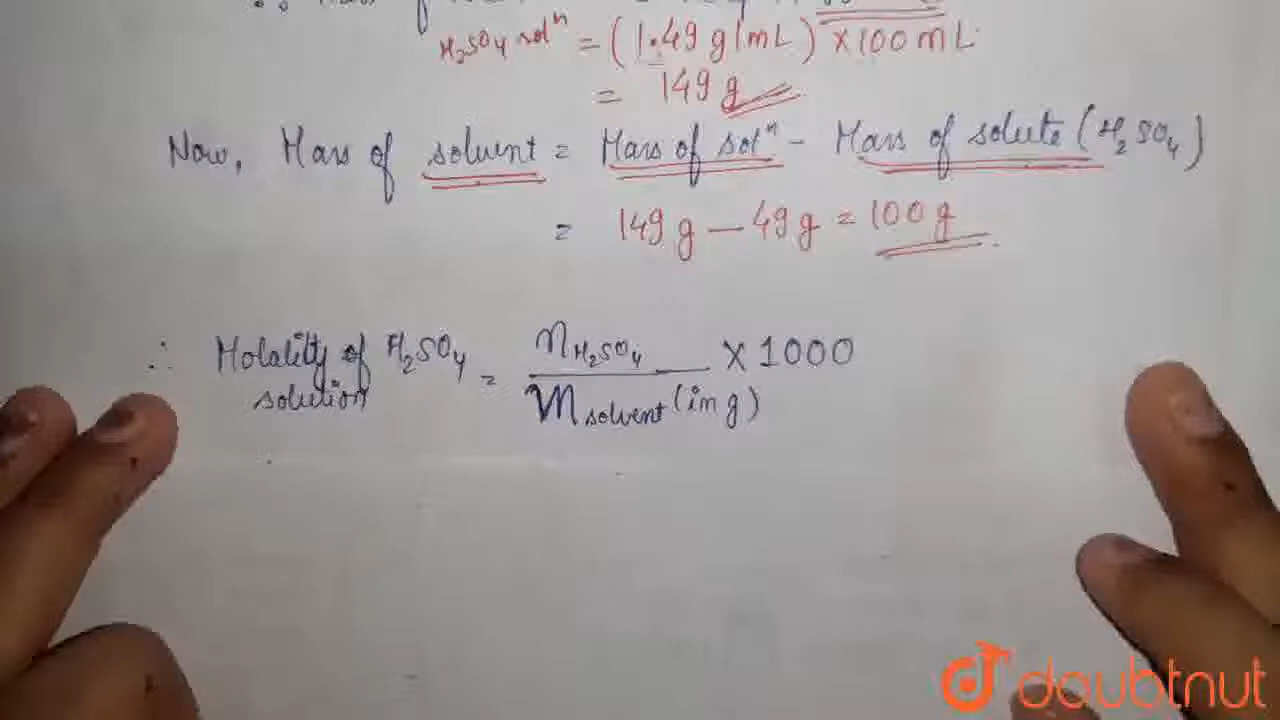 H₂SO₄ solⁿ = (1.49 g/mL) × 100 mL
= 149 g
Now, Mass of solvent = Mass of solⁿ - Mass of solute (H₂SO₄)
= 149 g — 49 g = 100 g
∴ Molality of H₂SO₄ solution = n H₂SO₄ × 1000
M solvent (in g)
doubtnut